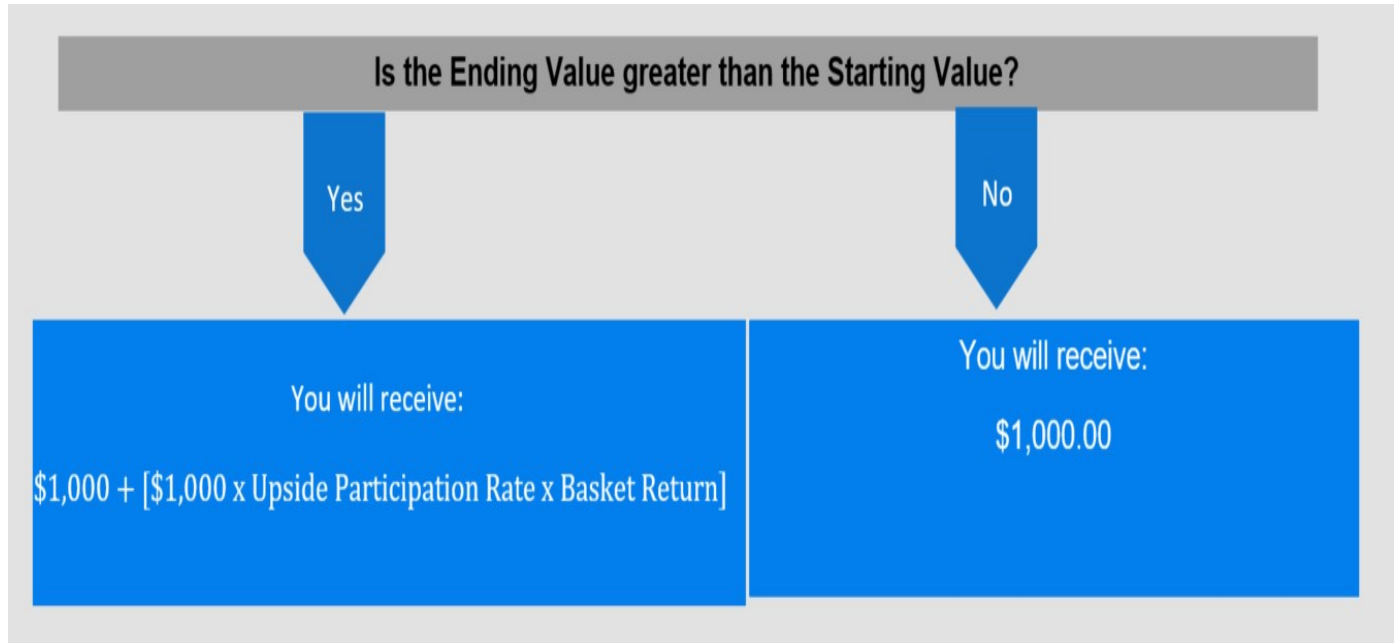 Is the Ending Value greater than the Starting Value?
Yes
No
You will receive:
$1,000 + [$1,000 x Upside Participation Rate x Basket Return]
You will receive:
$1,000.00